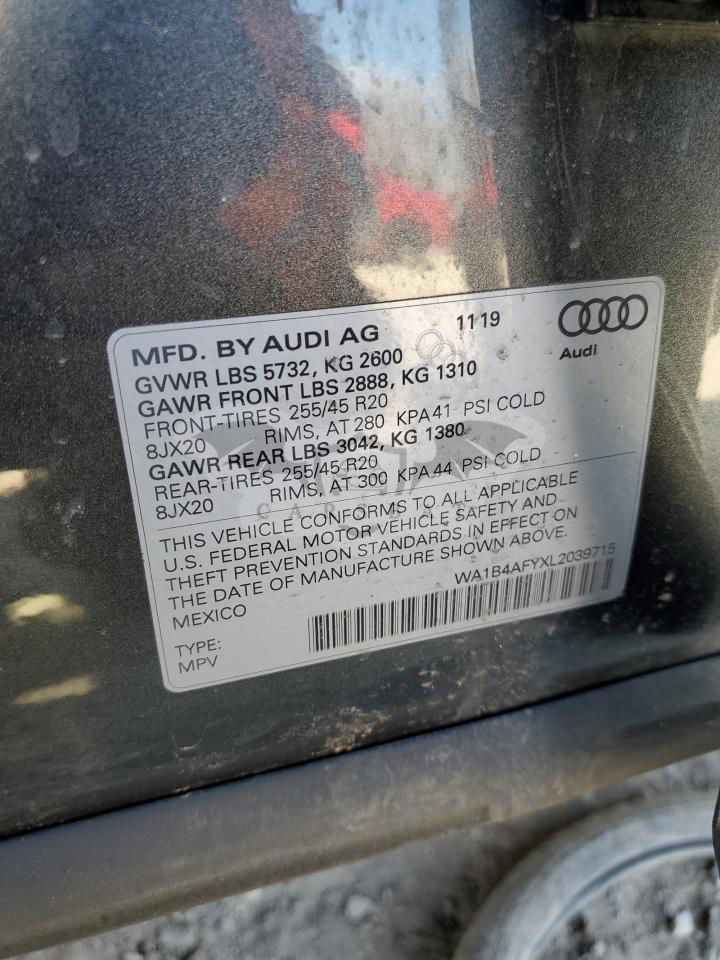 MFD. BY AUDI AG 11 19
Audi
GVWR LBS 5732, KG 2600
GAWR FRONT LBS 2888, KG 1310
FRONT-TIRES 255/45 R20
8JX20 RIMS, AT 280 KPA 41 PSI COLD
GAWR REAR LBS 3042, KG 1380
REAR-TIRES 255/45 R20
8JX20 RIMS, AT 300 KPA 44 PSI COLD
THIS VEHICLE CONFORMS TO ALL APPLICABLE
U.S. FEDERAL MOTOR VEHICLE SAFETY AND
THEFT PREVENTION STANDARDS IN EFFECT ON
THE DATE OF MANUFACTURE SHOWN ABOVE.
MEXICO WA1B4AFYXL2039715
TYPE:
MPV